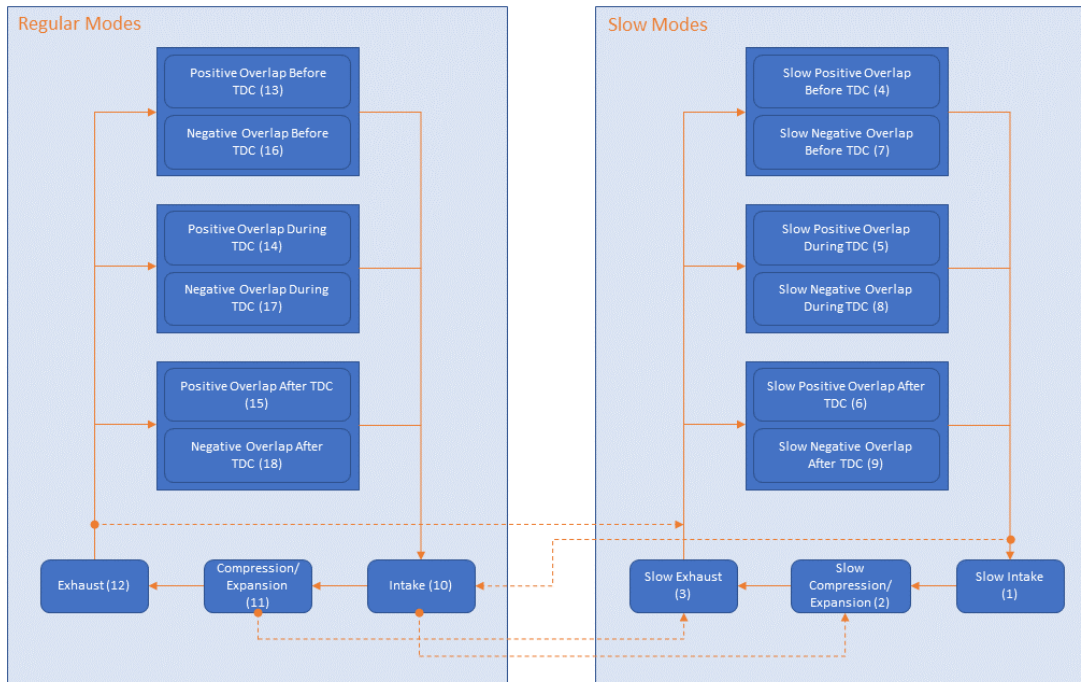 Regular Modes
Positive Overlap Before
TDC (13)
Negative Overlap Before
TDC (16)
Positive Overlap During
TDC (14)
Negative Overlap During
TDC (17)
Positive Overlap After TDC
(15)
Negative Overlap After
TDC (18)
Exhaust (12)
Compression/
Expansion
(11)
Intake (10)
Slow Modes
Slow Positive Overlap
Before TDC (4)
Slow Negative Overlap
Before TDC (7)
Slow Positive Overlap
During TDC (5)
Slow Negative Overlap
During TDC (8)
Slow Positive Overlap After
TDC (6)
Slow Negative Overlap
After TDC (9)
Slow Exhaust
(3)
Slow
Compression/
Expansion (2)
Slow Intake
(1)